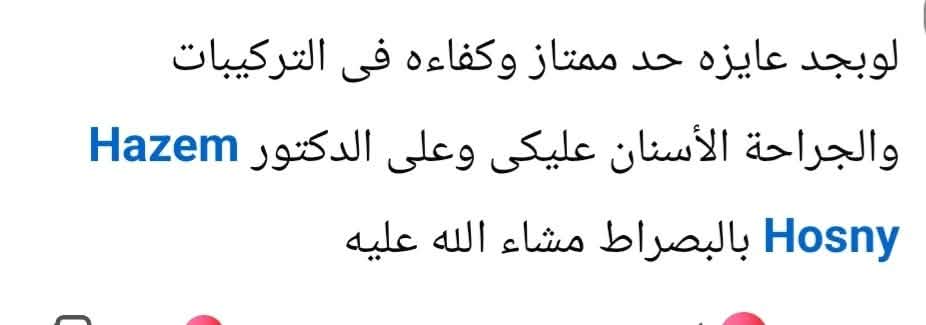 لوبجد عايزه حد ممتاز وكفاءه فى التركيبات
والجراحة الأسنان عليكى وعلى الدكتور Hazem
Hosny بالبصراط مشاء الله عليه